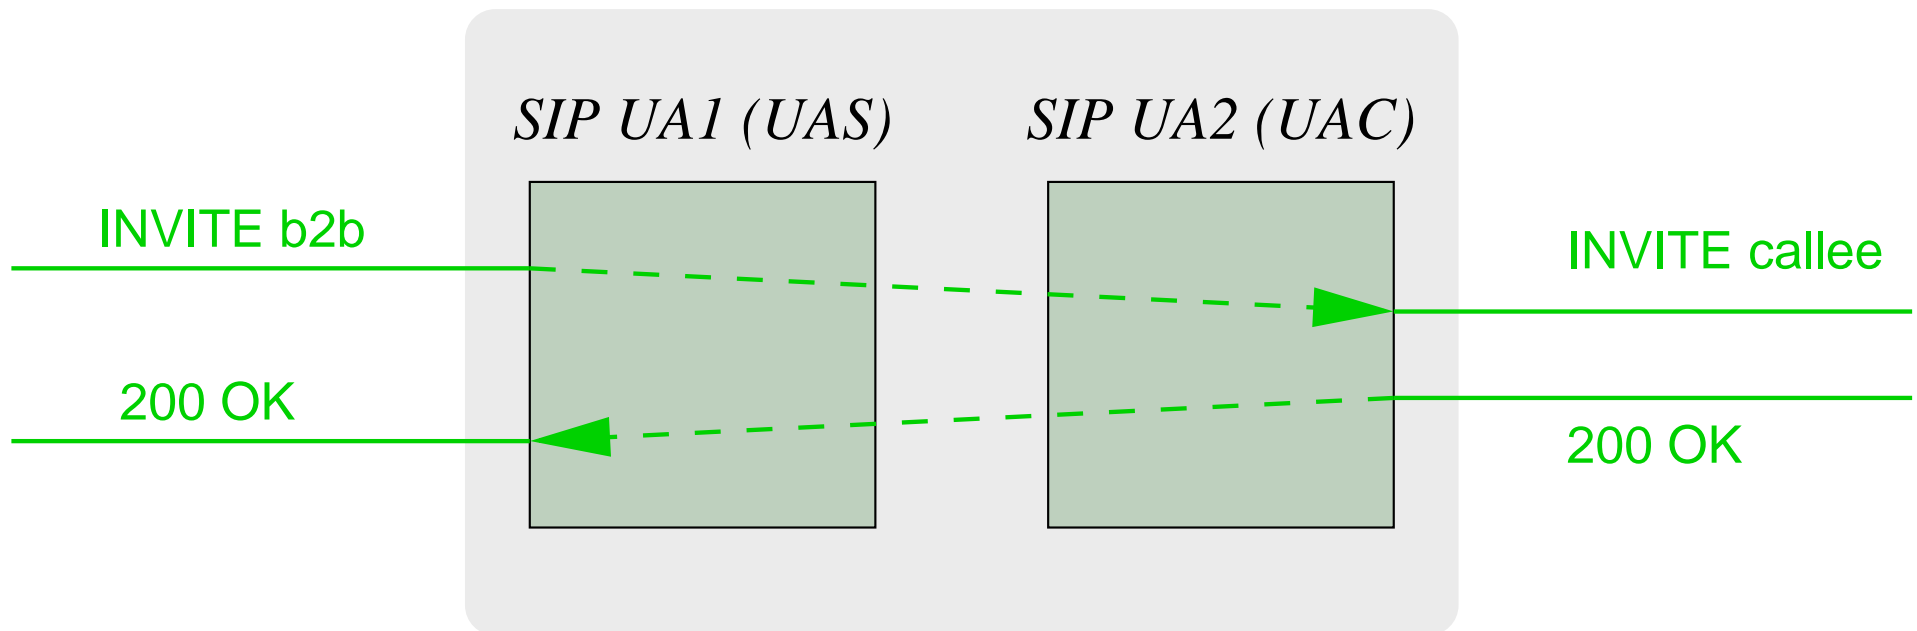 SIP UA1 (UAS)
SIP UA2 (UAC)
INVITE b2b
INVITE callee
200 OK
200 OK